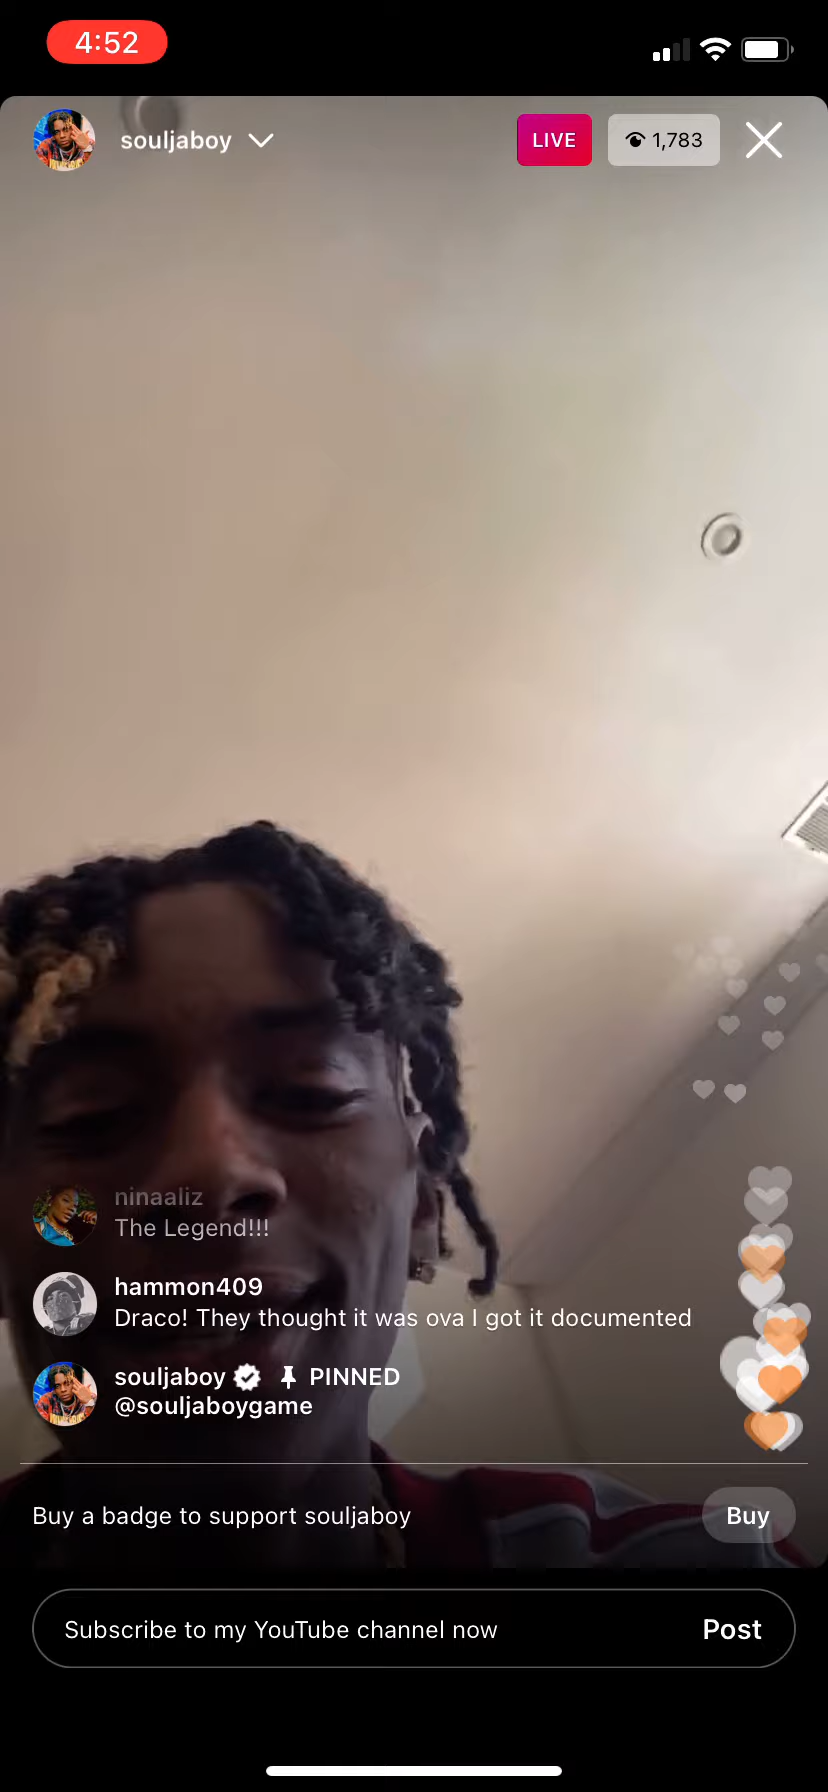 4:52
souljaboy
LIVE
1,783
ninaaliz
The Legend!!!
hammon409
Draco! They thought it was ova I got it documented
souljaboy PINNED
@souljaboygame
Buy a badge to support souljaboy
Buy
Subscribe to my YouTube channel now
Post